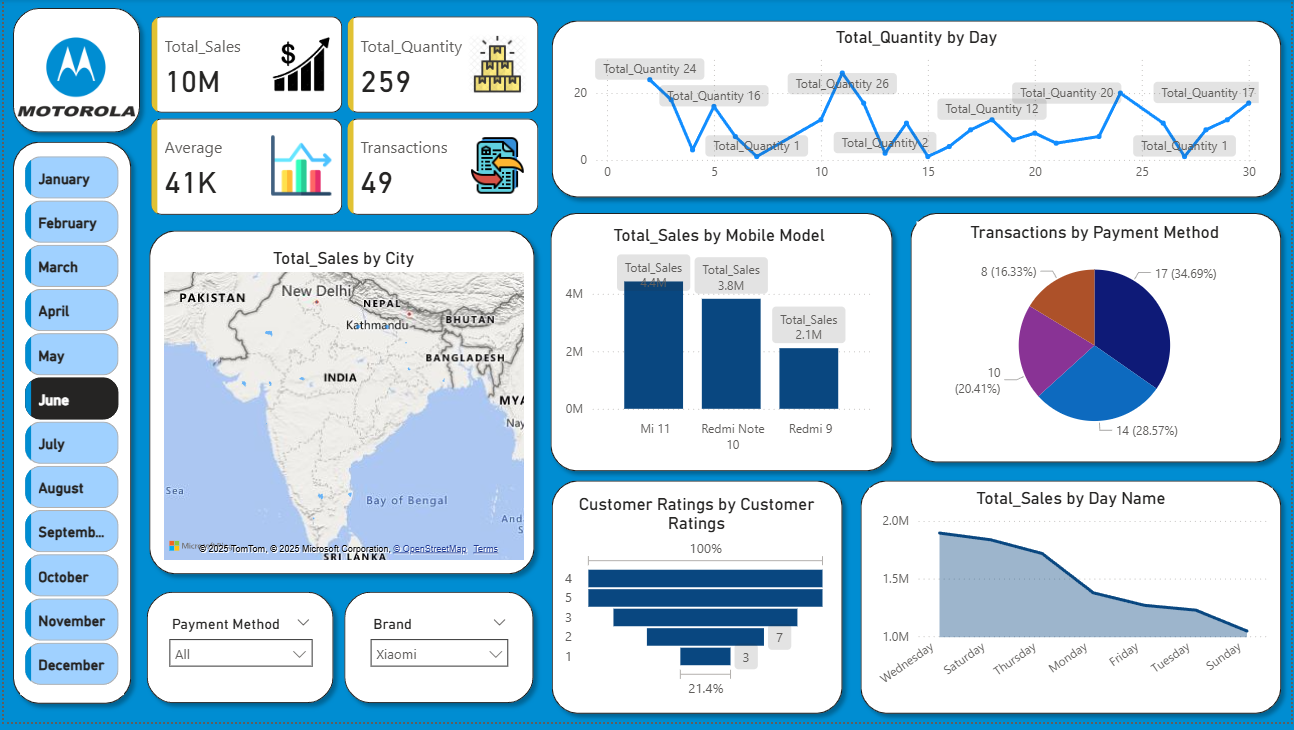 MOTOROLA
January
February
March
April
May
June
July
August
Septemb...
October
November
December
Total_Sales
10M
Total_Quantity
259
Average
41K
Transactions
49
Total_Quantity by Day
20
0
Total_Quantity 24
Total_Quantity 16
Total_Quantity 1
Total_Quantity 26
Total_Quantity 2
Total_Quantity 12
Total_Quantity 20
Total_Quantity 1
Total_Quantity 17
0
5
10
15
20
25
30
Total_Sales by City
PAKISTAN
New Delhi
NEPAL
Kathmandu
BHUTAN
BANGLADESH
INDIA
MYA
Nay
Sea
Bay of Bengal
And
S
SRI LANKA
© 2025 TomTom, © 2025 Microsoft Corporation, © OpenStreetMap Terms
Total_Sales by Mobile Model
4M
2M
0M
Total_Sales
4.4M
Total_Sales
3.8M
Total_Sales
2.1M
Mi 11
Redmi Note
10
Redmi 9
Transactions by Payment Method
8 (16.33%)
17 (34.69%)
10
(20.41%)
14 (28.57%)
Customer Ratings by Customer
Ratings
100%
4
5
3
2
7
1
3
21.4%
Total_Sales by Day Name
2.0M
1.5M
1.0M
Wednesday
Saturday
Thursday
Monday
Friday
Tuesday
Sunday
Payment Method
All
Brand
Xiaomi